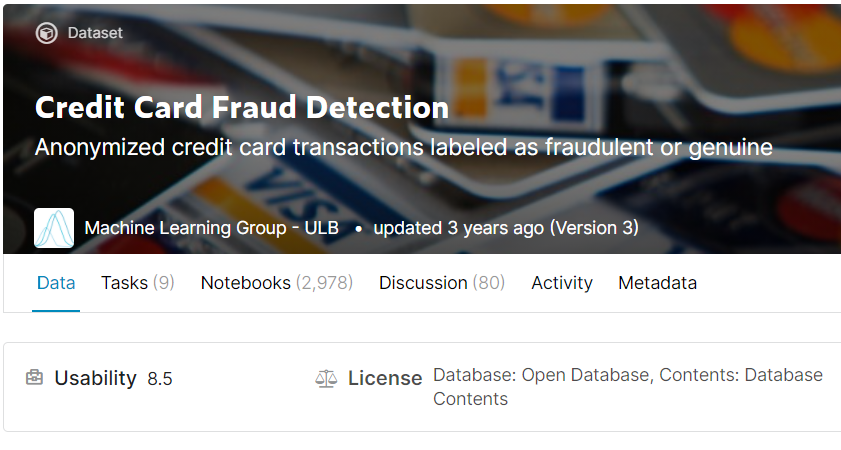 Dataset
Credit Card Fraud Detection
Anonymized credit card transactions labeled as fraudulent or genuine
VISA
Machine Learning Group - ULB • updated 3 years ago (Version 3)
Data Tasks (9) Notebooks (2,978) Discussion (80) Activity Metadata
Usability 8.5 License Database: Open Database, Contents: Database
Contents